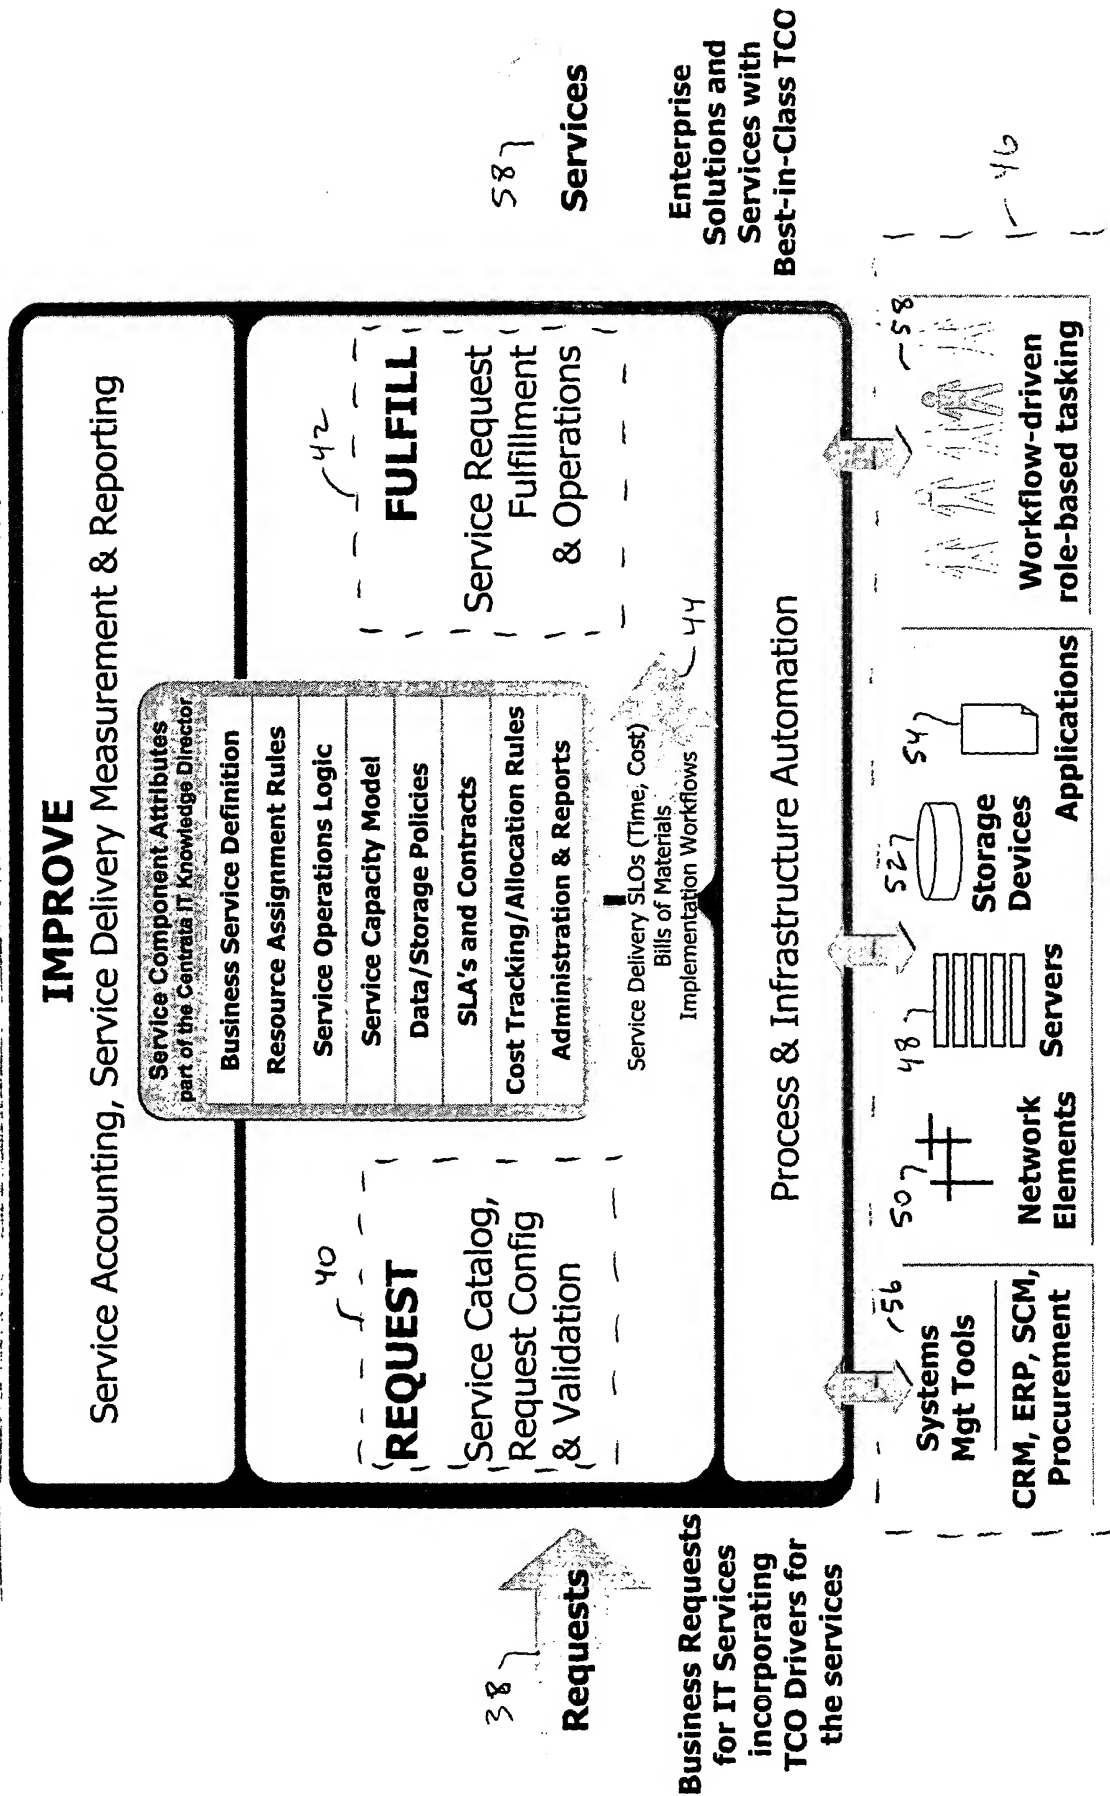 IMPROVE
Service Accounting, Service Delivery Measurement & Reporting
38
Requests
Business Requests
for IT Services
incorporating
TCO Drivers for
the services
40
REQUEST
Service Catalog,
Request Config
& Validation
Service Component Attributes
part of the Centrata IT Knowledge Director
Business Service Definition
Resource Assignment Rules
Service Operations Logic
Service Capacity Model
Data/Storage Policies
SLA's and Contracts
Cost Tracking/Allocation Rules
Administration & Reports
Service Delivery SLOs (Time, Cost)
Bills of Materials
Implementation Workflows
44
42
FULFILL
Service Request
Fulfillment
& Operations
58
Services
Enterprise
Solutions and
Services with
Best-in-Class TCO
Process & Infrastructure Automation
56
Systems
Mgt Tools
CRM, ERP, SCM,
Procurement
50
Network
Elements
48
Servers
52
Storage
Devices
54
Applications
58
Workflow-driven
role-based tasking
46